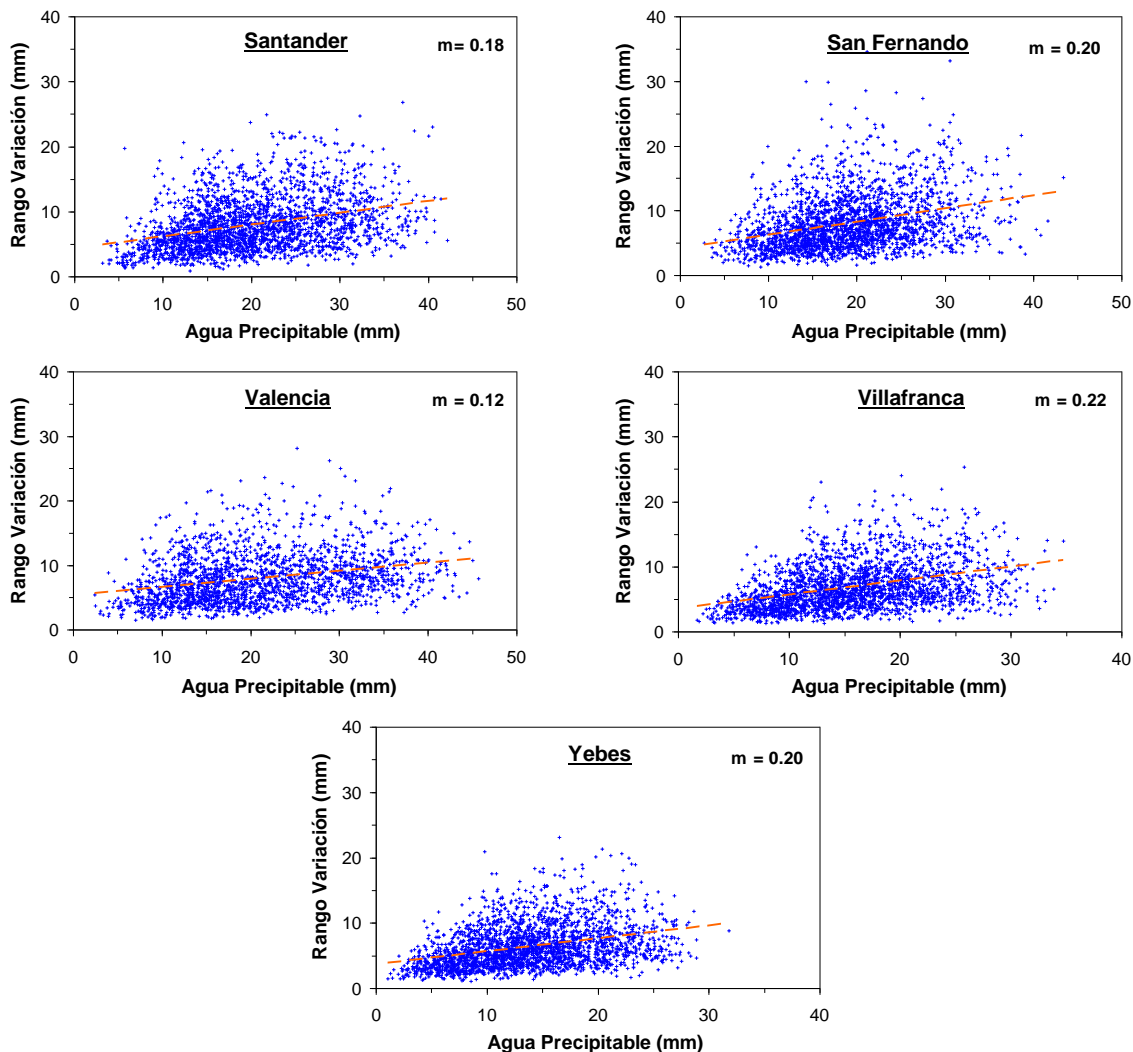 Santander
m= 0.18
Rango Variación (mm)
40
30
20
10
0
0 10 20 30 40 50
Agua Precipitable (mm)
San Fernando
m = 0.20
Rango Variación (mm)
40
30
20
10
0
0 10 20 30 40 50
Agua Precipitable (mm)
Valencia
m = 0.12
Rango Variación (mm)
40
30
20
10
0
0 10 20 30 40 50
Agua Precipitable (mm)
Villafranca
m = 0.22
Rango Variación (mm)
40
30
20
10
0
0 10 20 30 40
Agua Precipitable (mm)
Yebes
m = 0.20
Rango Variación (mm)
40
30
20
10
0
0 10 20 30 40
Agua Precipitable (mm)